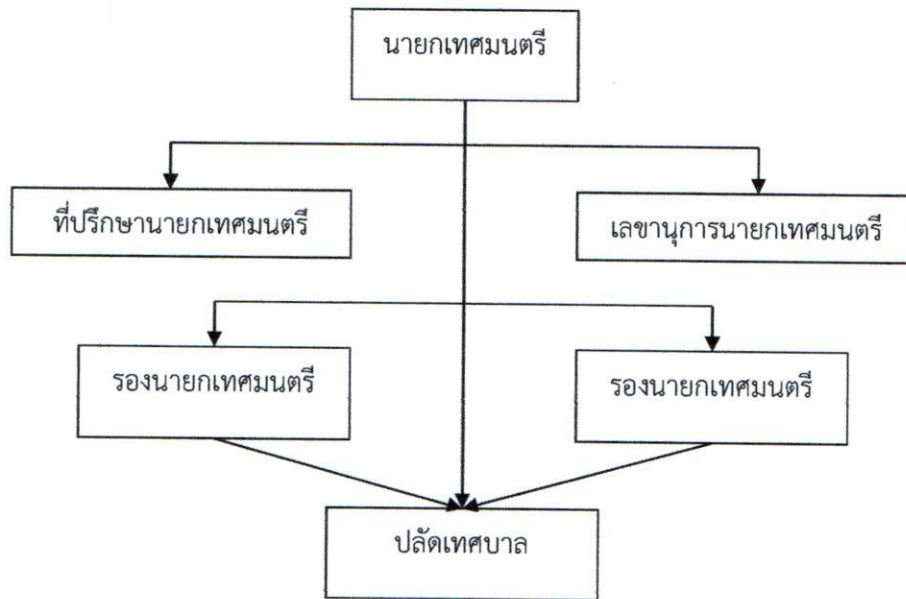 นายกเทศมนตรี
ที่ปรึกษานายกเทศมนตรี
เลขานุการนายกเทศมนตรี
รองนายกเทศมนตรี
รองนายกเทศมนตรี
ปลัดเทศบาล